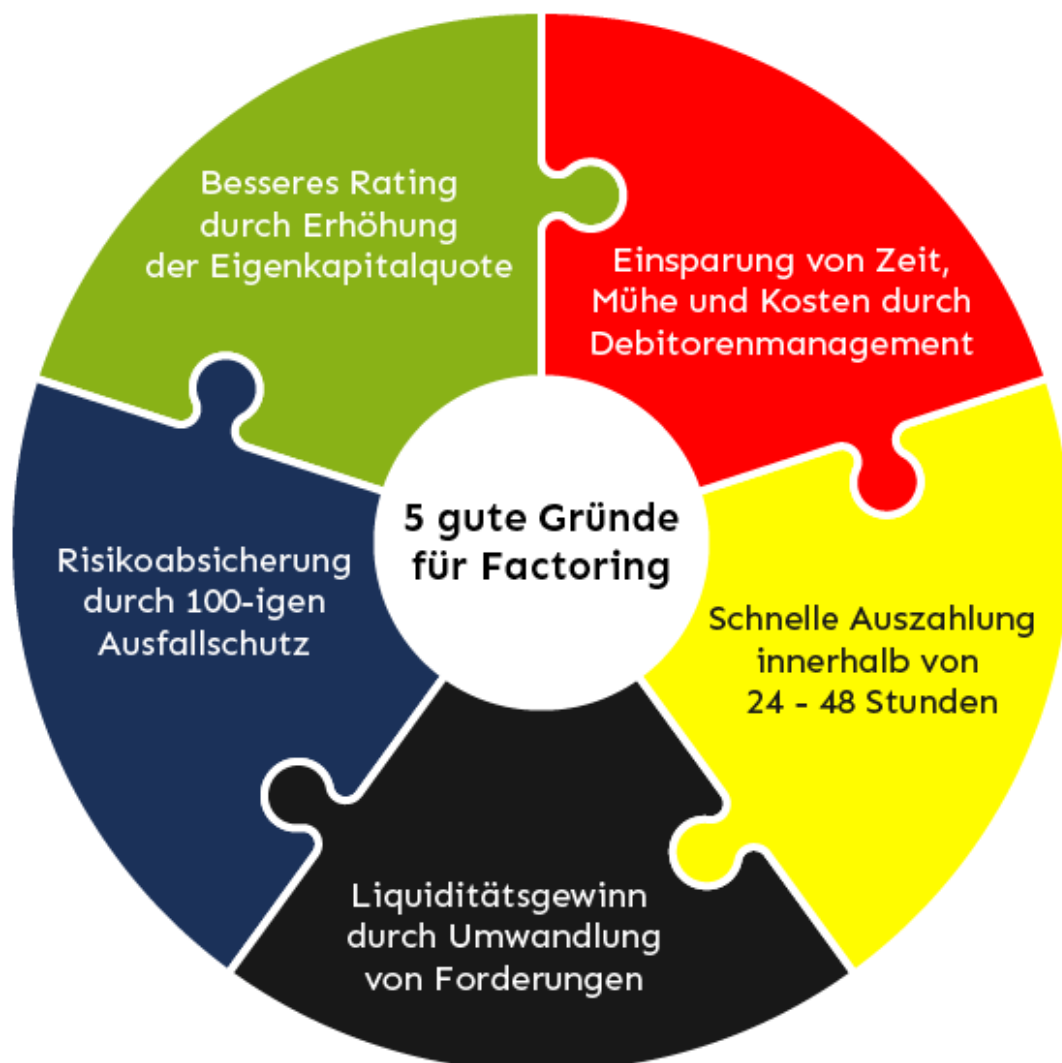 Besseres Rating
durch Erhöhung
der Eigenkapitalquote
Einsparung von Zeit,
Mühe und Kosten durch
Debitorenmanagement
5 gute Gründe
für Factoring
Risikoabsicherung
durch 100-igen
Ausfallschutz
Schnelle Auszahlung
innerhalb von
24 - 48 Stunden
Liquiditätsgewinn
durch Umwandlung
von Forderungen